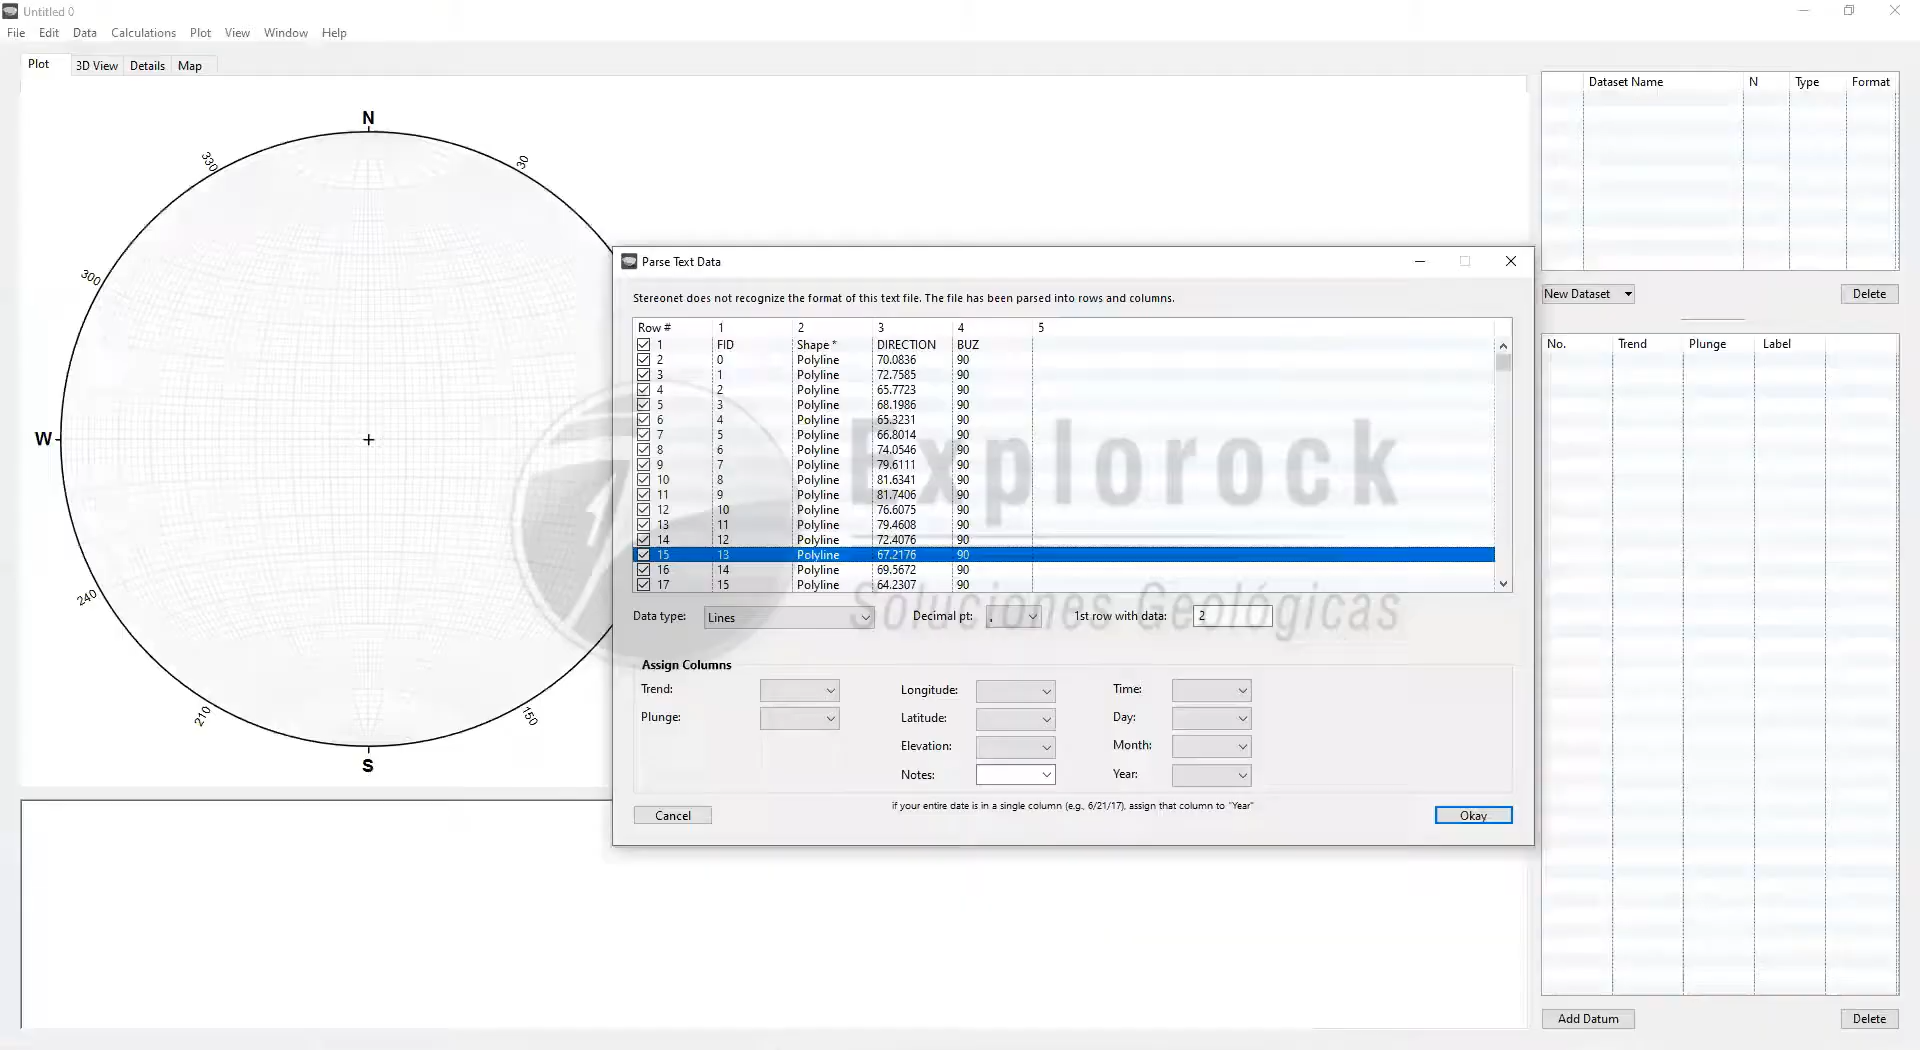 Untitled 0
File Edit Data Calculations Plot View Window Help
Plot 3D View Details Map
Dataset Name N Type Format
N
330
30
300
W
240
210
150
S
New Dataset Delete
No. Trend Plunge Label
Parse Text Data
Stereonet does not recognize the format of this text file. The file has been parsed into rows and columns.
Row # 1 2 3 4 5
1 FID Shape * DIRECTION BUZ
2 0 Polyline 70.0836 90
3 1 Polyline 72.7585 90
4 2 Polyline 65.7723 90
5 3 Polyline 68.1986 90
6 4 Polyline 65.3231 90
7 5 Polyline 66.8014 90
8 6 Polyline 74.0546 90
9 7 Polyline 79.6111 90
10 8 Polyline 81.6341 90
11 9 Polyline 81.7406 90
12 10 Polyline 76.6075 90
13 11 Polyline 79.4608 90
14 12 Polyline 72.4076 90
15 13 Polyline 67.2176 90
16 14 Polyline 69.5672 90
17 15 Polyline 64.2307 90
Explorock
Soluciones Geológicas
Data type: Lines Decimal pt: . 1st row with data: 2
Assign Columns
Trend: Longitude: Time:
Plunge: Latitude: Day:
Elevation: Month:
Notes: Year:
if your entire date is in a single column (e.g., 6/21/17), assign that column to "Year"
Cancel Okay
Add Datum Delete